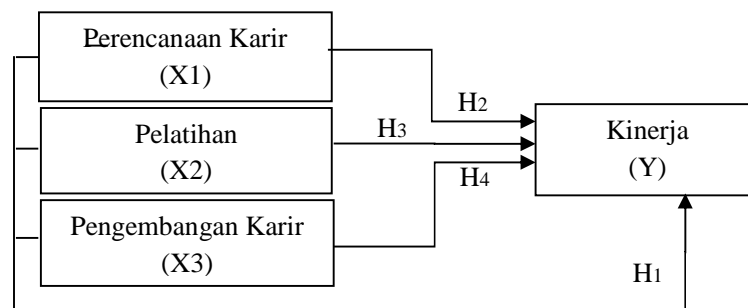 Perencanaan Karir
(X1)
H2
Pelatihan
(X2)
H3
Kinerja
(Y)
H4
Pengembangan Karir
(X3)
H1